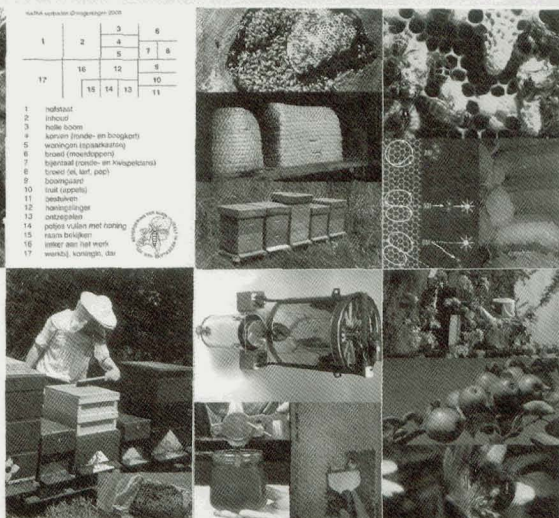 3 6
1 2 4
5 7 8
16 12 9
17 10
15 14 13 11
1
2 inhoud
3 holle boom
4 korven (ronde- en boogkorf)
5 woningen (spaarkasten)
6 broed (moerdoppen)
7 bijentaal (ronde- en kwispeldans)
8 broed (ei, larf, pop)
9 boomgaard
10 fruit (appels)
11 bestuiven
12 honingslinger
13 ontzegelen
14 potjes vullen met honing
15 raam bekijken
16 imker aan het werk
17 werkbij, koningin, dar